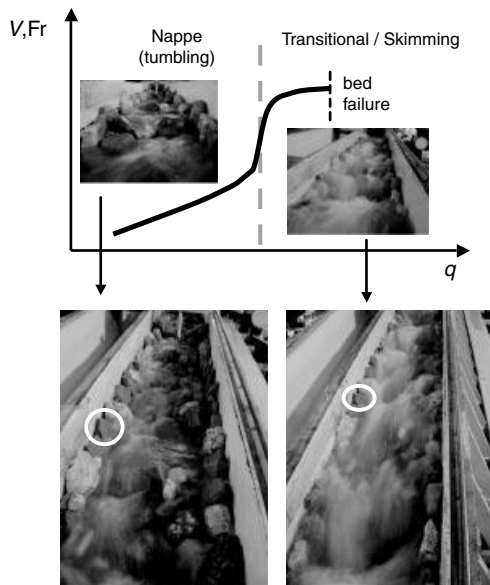 V,Fr
Nappe
(tumbling)
Transitional / Skimming
bed
failure
q